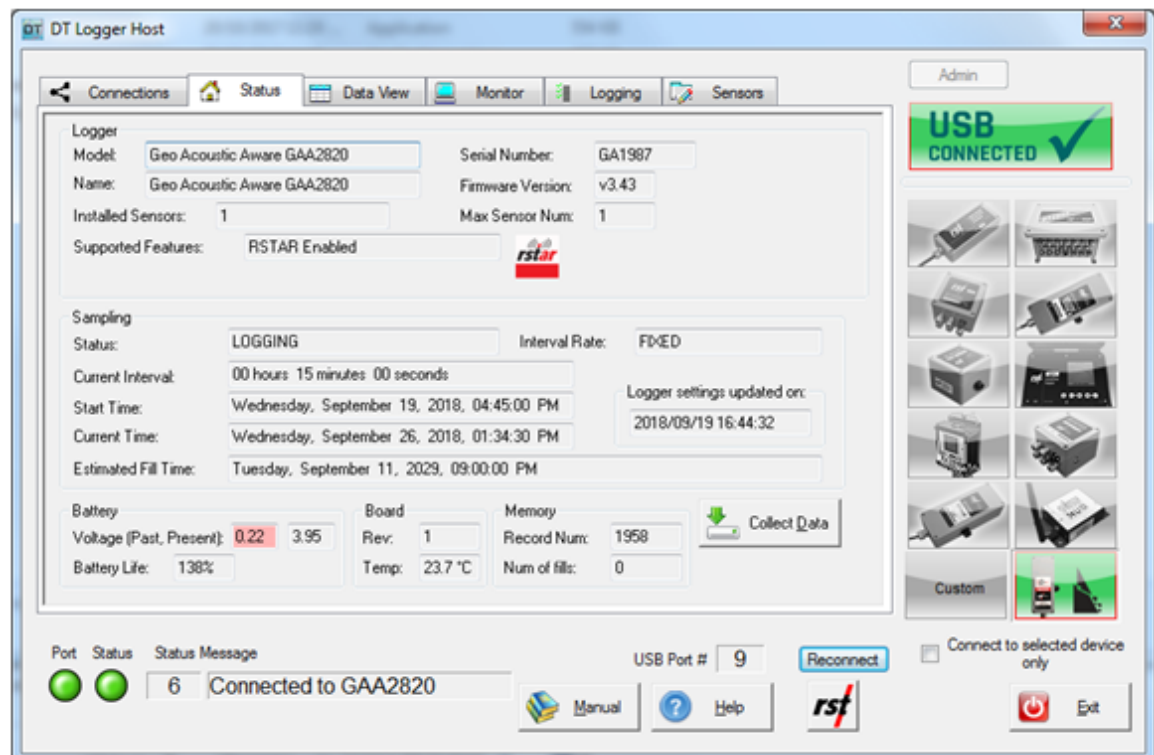 DT Logger Host
Connections Status Data View Monitor Logging Sensors
Admin
USB
CONNECTED
Logger
Model: Geo Acoustic Aware GAA2820 Serial Number: GA1987
Name: Geo Acoustic Aware GAA2820 Firmware Version: v3.43
Installed Sensors: 1 Max Sensor Num: 1
Supported Features: RSTAR Enabled rstar
Sampling
Status: LOGGING Interval Rate: FIXED
Current Interval: 00 hours 15 minutes 00 seconds
Logger settings updated on:
Start Time: Wednesday, September 19, 2018, 04:45:00 PM
2018/09/19 16:44:32
Current Time: Wednesday, September 26, 2018, 01:34:30 PM
Estimated Fill Time: Tuesday, September 11, 2029, 09:00:00 PM
Battery Board Memory
Voltage (Past, Present): 0.22 3.95 Rev: 1 Record Num: 1958 Collect Data
Battery Life: 138% Temp: 23.7 °C Num of fills: 0
Custom
Port Status Status Message
USB Port # 9 Reconnect
Connect to selected device
only
6 Connected to GAA2820
Manual Help rst Exit